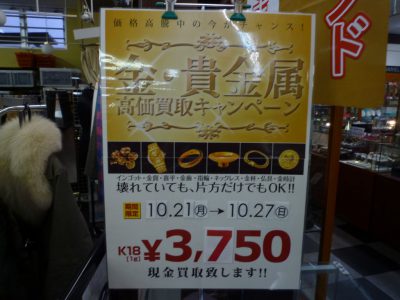 価格高騰中の今がチャンス!
金・貴金属
高価買取キャンペーン
インゴット・金貨・喜平・金歯・指輪・ネックレス・金杯・仏具・金時計
壊れていても、片方だけでもOK!!
期間限定 10.21(月)→10.27(日)
K18 [1g] ¥3,750
現金買取致します!!
ンド